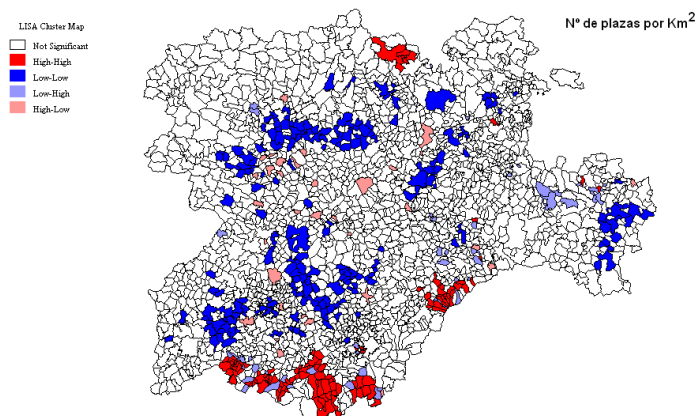 Nº de plazas por Km²
LISA Cluster Map
Not Significant
High-High
Low-Low
Low-High
High-Low